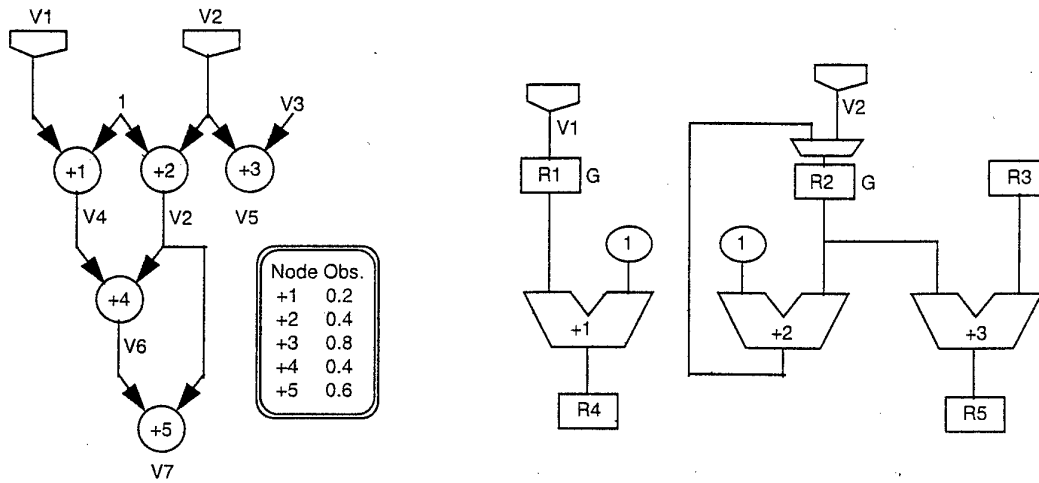 V1 V2
1 V3
+1 +2 +3
V4 V2 V5
Node Obs.
+1 0.2
+2 0.4
+3 0.8
+4 0.4
+5 0.6
+4
V6
+5
V7
V2
V1
R1 G R2 G R3
1 1
+1 +2 +3
R4 R5